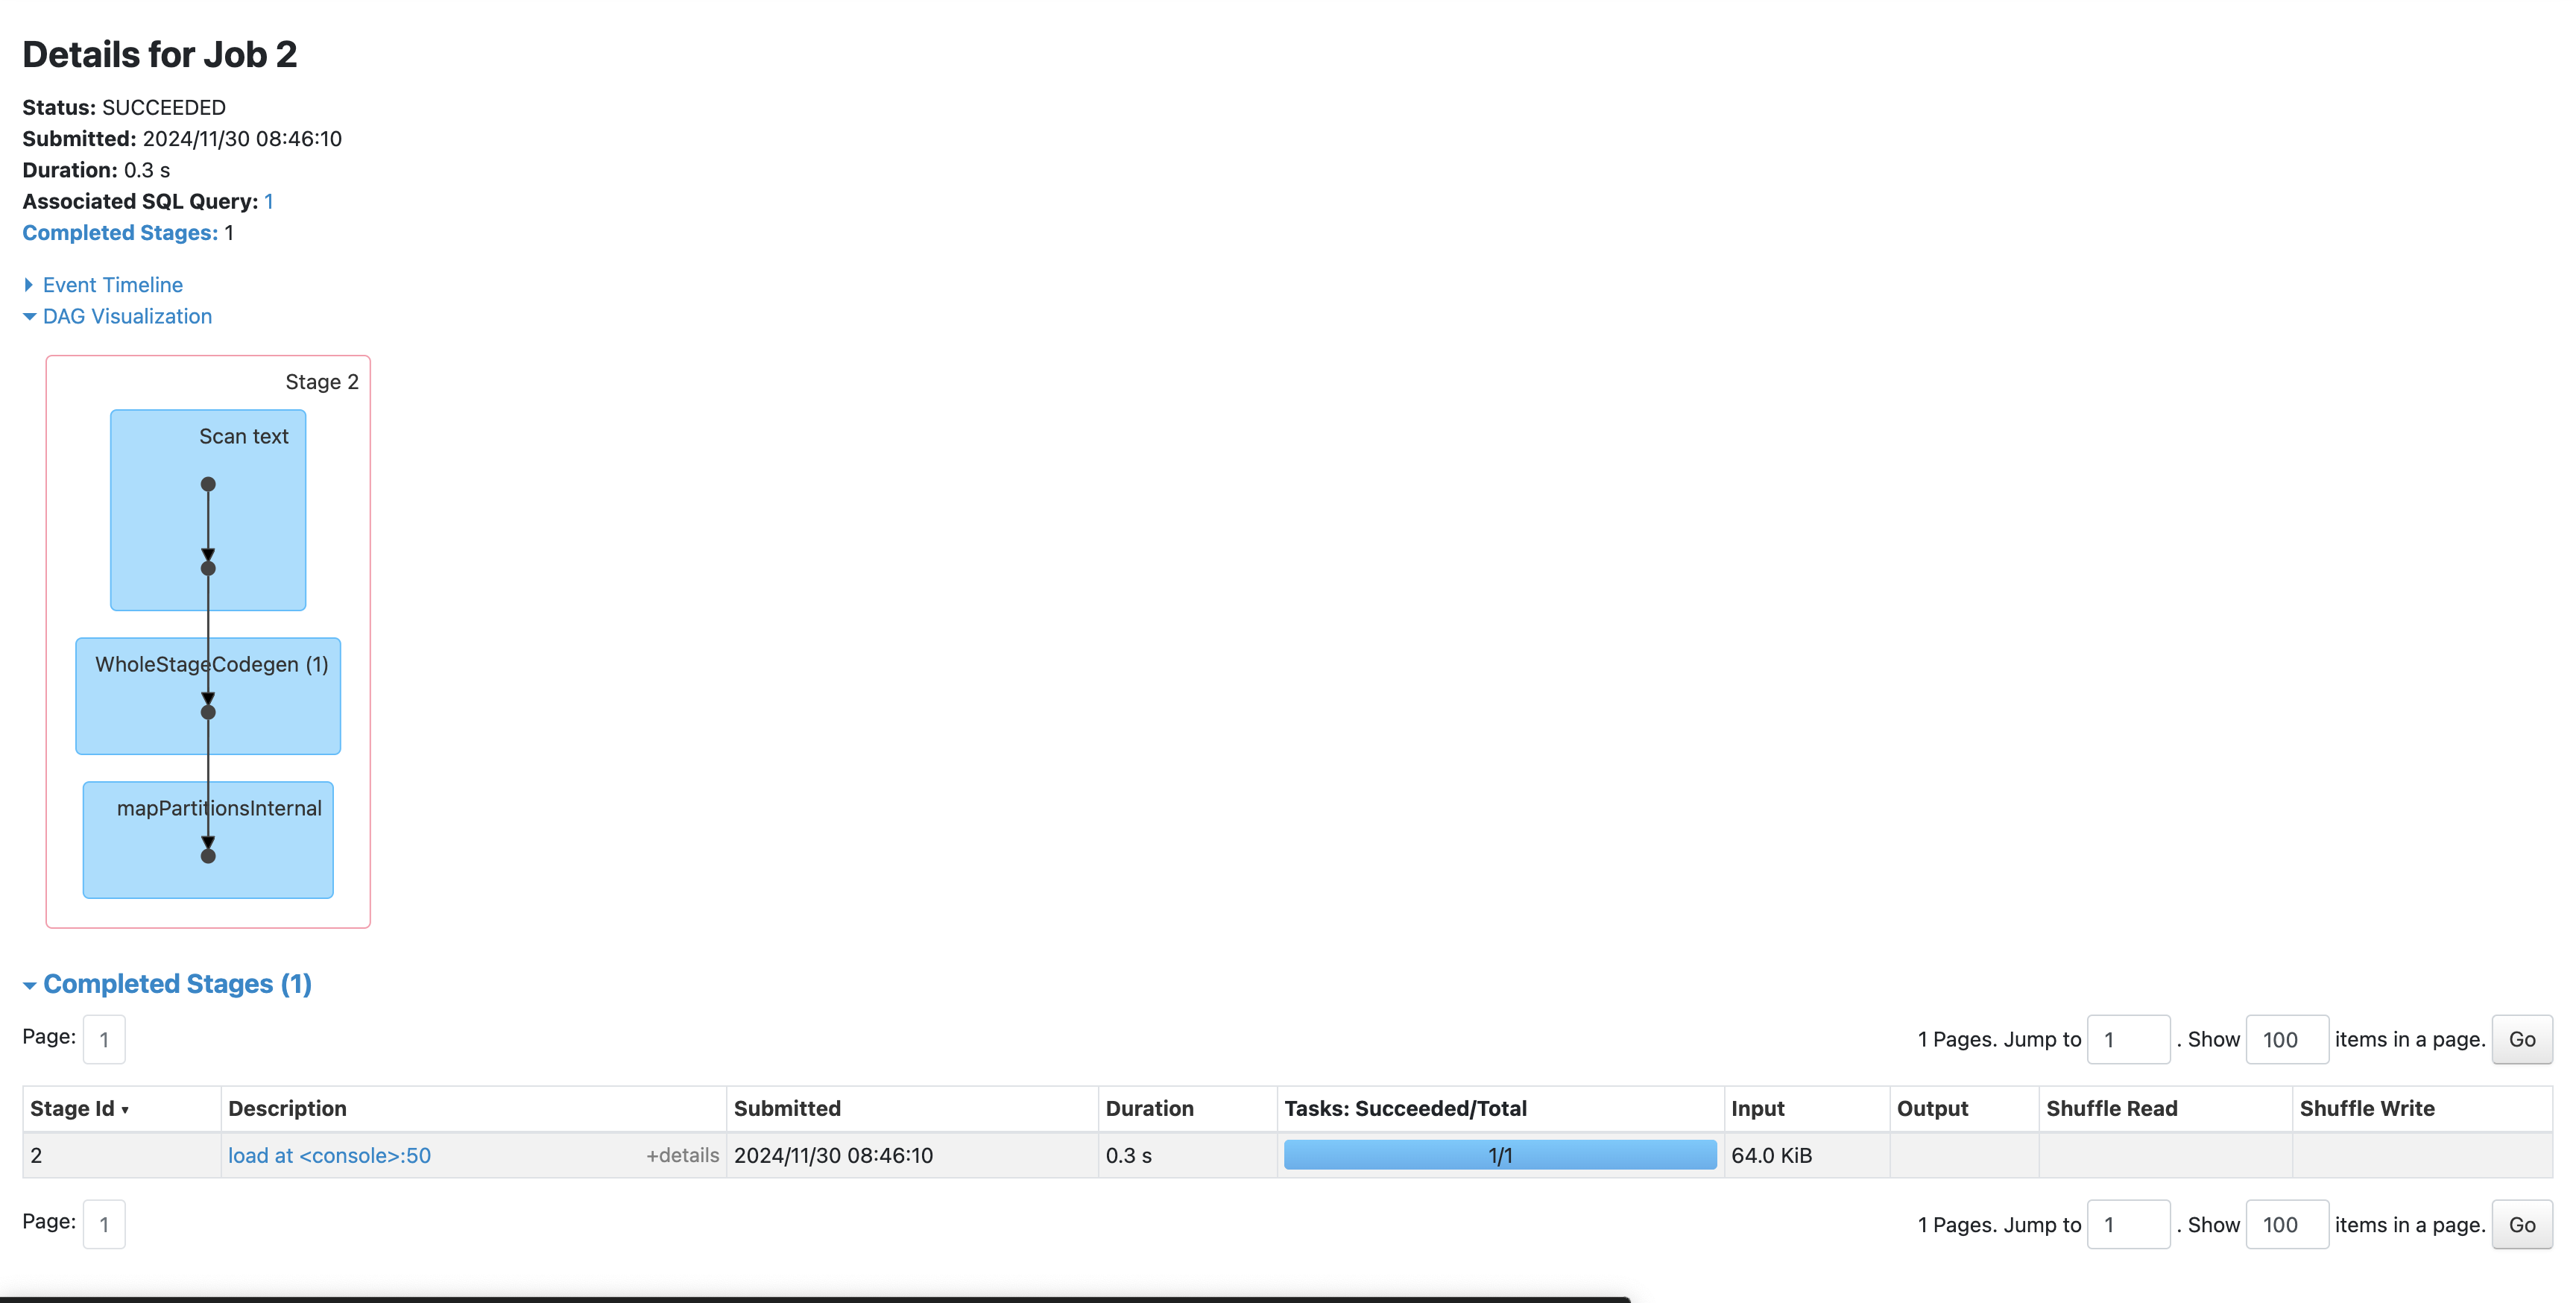 Details for Job 2
Status: SUCCEEDED
Submitted: 2024/11/30 08:46:10
Duration: 0.3 s
Associated SQL Query: 1
Completed Stages: 1
Event Timeline
DAG Visualization
Stage 2
Scan text
WholeStageCodegen (1)
mapPartitionsInternal
Completed Stages (1)
Page: 1 1 Pages. Jump to 1 . Show 100 items in a page. Go
Stage Id Description Submitted Duration Tasks: Succeeded/Total Input Output Shuffle Read Shuffle Write
2 load at <console>:50 +details 2024/11/30 08:46:10 0.3 s 1/1 64.0 KiB
Page: 1 1 Pages. Jump to 1 . Show 100 items in a page. Go